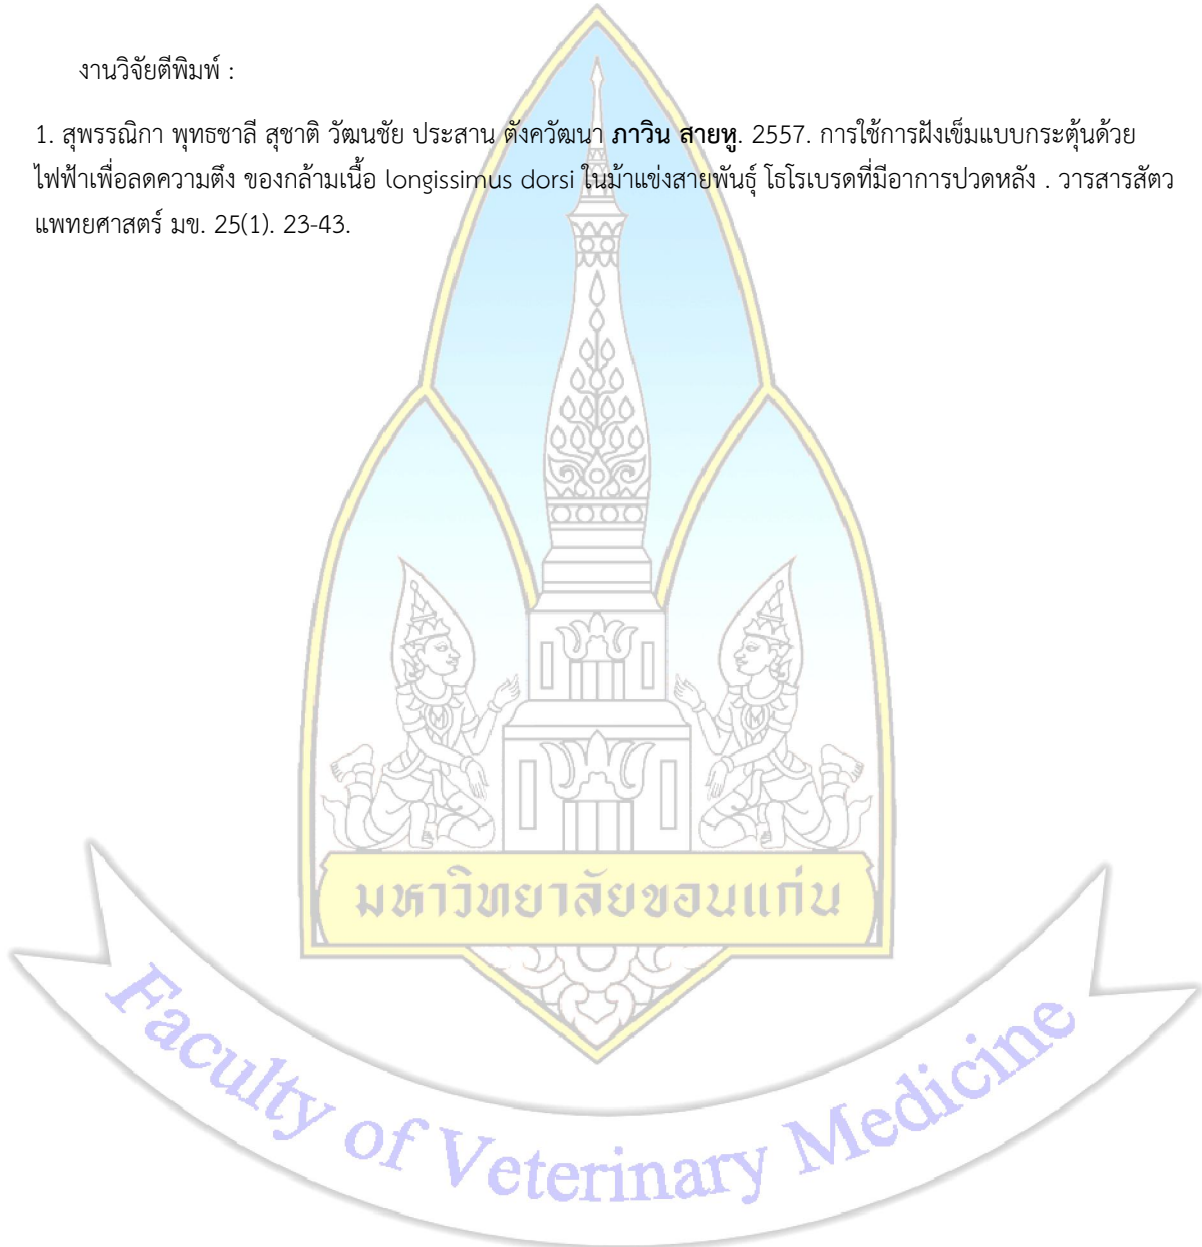 งานวิจัยตีพิมพ์ :
1. สุพรรณิกา พุทธชาลี สุชาติ วัฒนชัย ประสาน ตังควัฒนา ภาวิน สายหู. 2557. การใช้การฝังเข็มแบบกระตุ้นด้วย
ไฟฟ้าเพื่อลดความตึง ของกล้ามเนื้อ longissimus dorsi ในม้าแข่งสายพันธุ์ โธโรเบรดที่มีอาการปวดหลัง . วารสารสัตว
แพทยศาสตร์ มข. 25(1). 23-43.
มหาวิทยาลัยขอนแก่น
Faculty of Veterinary Medicine